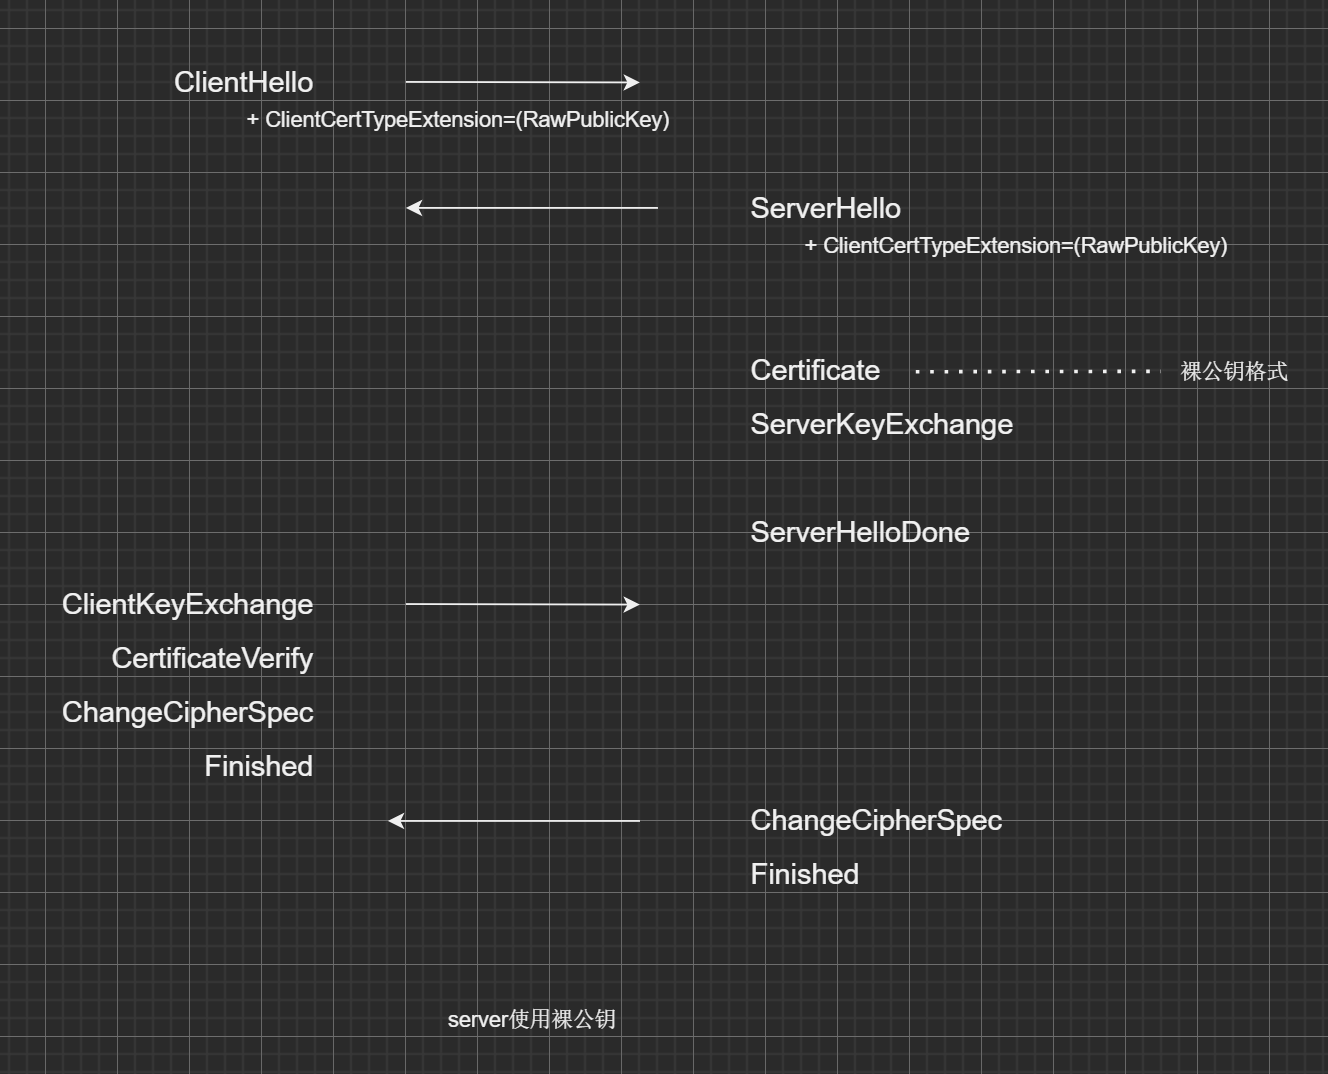 ClientHello
+ ClientCertTypeExtension=(RawPublicKey)
ServerHello
+ ClientCertTypeExtension=(RawPublicKey)
Certificate
裸公钥格式
ServerKeyExchange
ServerHelloDone
ClientKeyExchange
CertificateVerify
ChangeCipherSpec
Finished
ChangeCipherSpec
Finished
server使用裸公钥